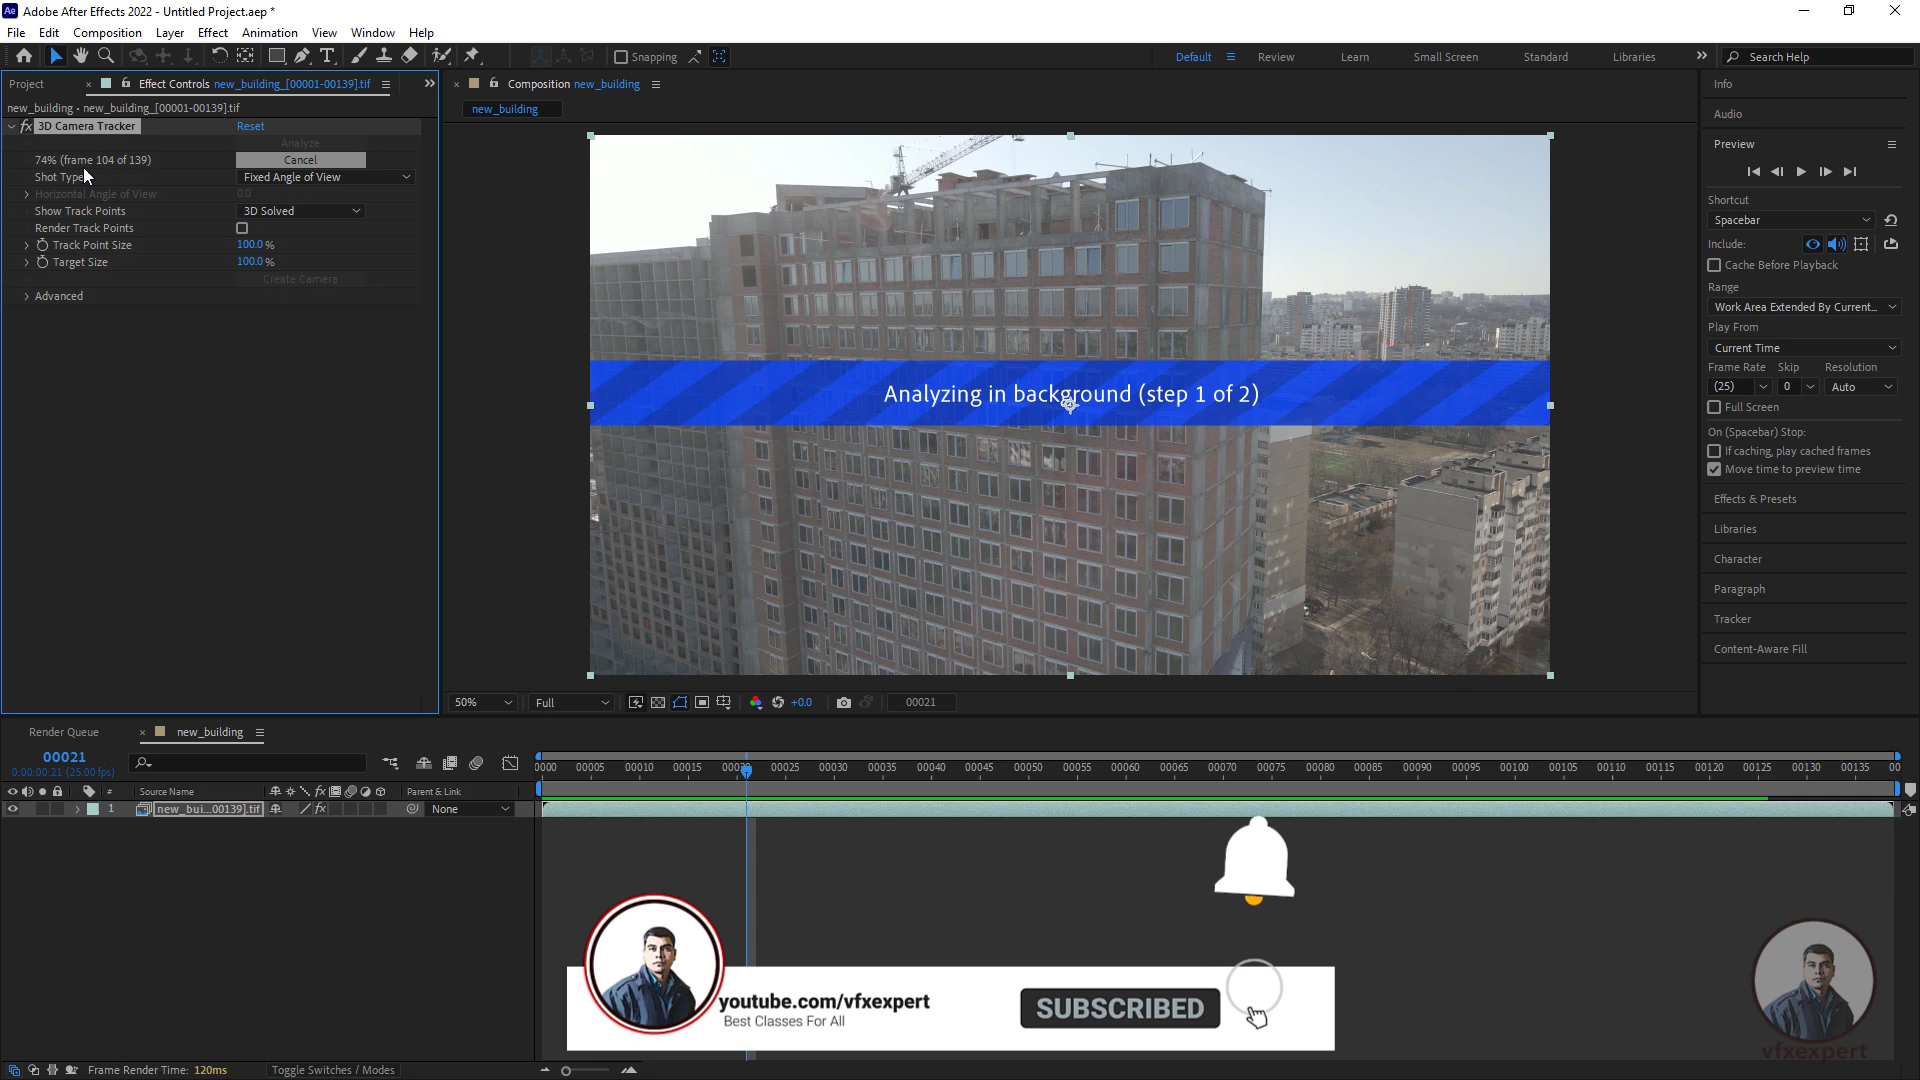 Adobe After Effects 2022 - Untitled Project.aep *
File Edit Composition Layer Effect Animation View Window Help
Snapping
Default Review Learn Small Screen Standard Libraries Search Help
Project
Effect Controls new_building_[00001-00139].tif
new_building • new_building_[00001-00139].tif
3D Camera Tracker Reset
Analyze
74% (frame 104 of 139) Cancel
Shot Type Fixed Angle of View
Horizontal Angle of View 0.0
Show Track Points 3D Solved
Render Track Points
Track Point Size 100.0 %
Target Size 100.0 %
Create Camera
Advanced
Composition new_building
new_building
Analyzing in background (step 1 of 2)
50% Full +0.0 00021
Info
Audio
Preview
Shortcut
Spacebar
Include:
Cache Before Playback
Range
Work Area Extended By Current...
Play From
Current Time
Frame Rate Skip Resolution
(25) 0 Auto
Full Screen
On (Spacebar) Stop:
If caching, play cached frames
Move time to preview time
Effects & Presets
Libraries
Character
Paragraph
Tracker
Content-Aware Fill
Render Queue
new_building
00021
0:00:00:21 (25.00 fps)
0000 00005 00010 00015 00025 00030 00035 00040 00045 00050 00055 00060 00065 00070 00075 00080 00085 00090 00095 00100 00105 00110 00115 00120 00125 00130 00135 00
# Source Name Parent & Link
1 new_bui...00139].tif None
youtube.com/vfxexpert
Best Classes For All
SUBSCRIBED
vfxexpert
Frame Render Time: 120ms Toggle Switches / Modes